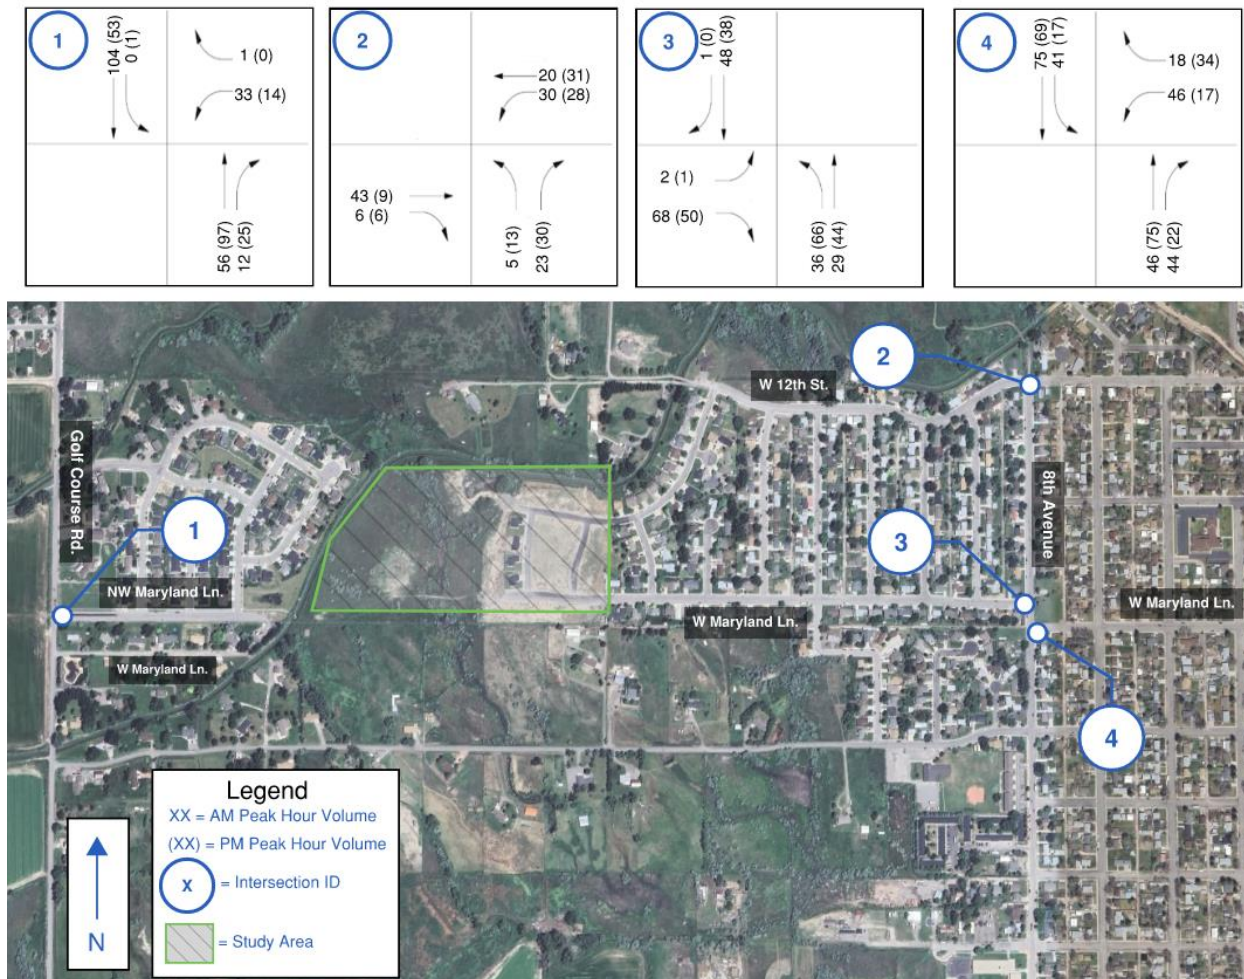 1
104 (53)
0 (1)
1 (0)
33 (14)
56 (97)
12 (25)
2
20 (31)
30 (28)
43 (9)
6 (6)
5 (13)
23 (30)
3
1 (0)
48 (38)
2 (1)
68 (50)
36 (66)
29 (44)
4
75 (69)
41 (17)
18 (34)
46 (17)
46 (75)
44 (22)
2
W 12th St.
Golf Course Rd.
8th Avenue
1
3
NW Maryland Ln.
W Maryland Ln.
W Maryland Ln.
W Maryland Ln.
4
Legend
XX = AM Peak Hour Volume
(XX) = PM Peak Hour Volume
x = Intersection ID
= Study Area
N